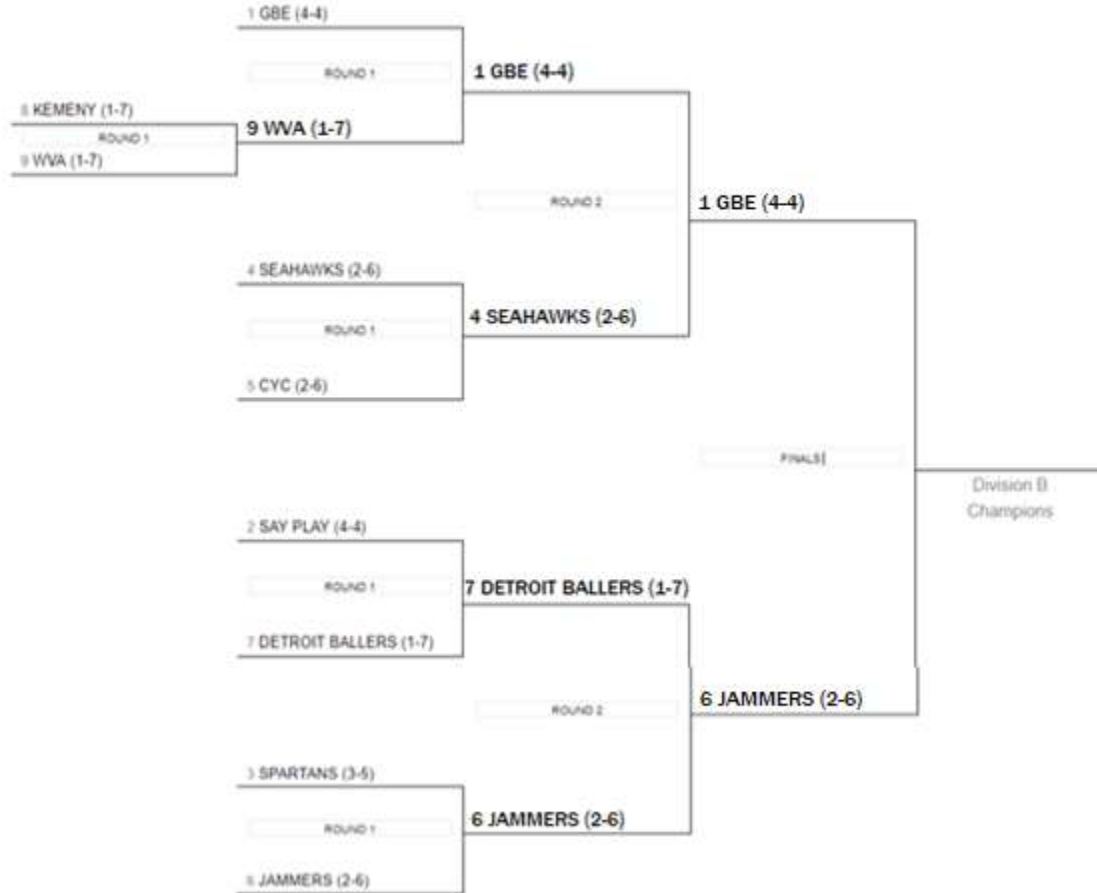 1 GBE (4-4)
ROUND 1
1 GBE (4-4)
8 KEMENY (1-7)
ROUND 1
9 WVA (1-7)
9 WVA (1-7)
ROUND 2
1 GBE (4-4)
4 SEAHAWKS (2-6)
ROUND 1
4 SEAHAWKS (2-6)
5 CYC (2-6)
FINALS
Division B
Champions
2 SAY PLAY (4-4)
ROUND 1
7 DETROIT BALLERS (1-7)
7 DETROIT BALLERS (1-7)
ROUND 2
6 JAMMERS (2-6)
3 SPARTANS (3-5)
ROUND 1
6 JAMMERS (2-6)
6 JAMMERS (2-6)